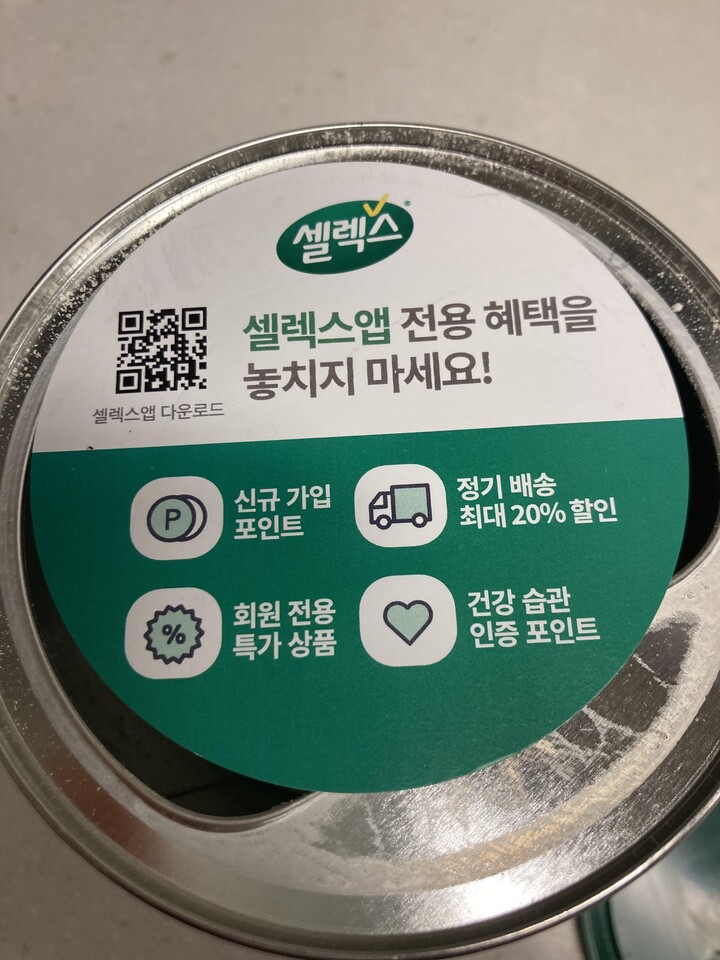 셀렉스®
셀렉스앱 전용 혜택을
놓치지 마세요!
셀렉스앱 다운로드
P
신규 가입
포인트
정기 배송
최대 20% 할인
%
회원 전용
특가 상품
건강 습관
인증 포인트